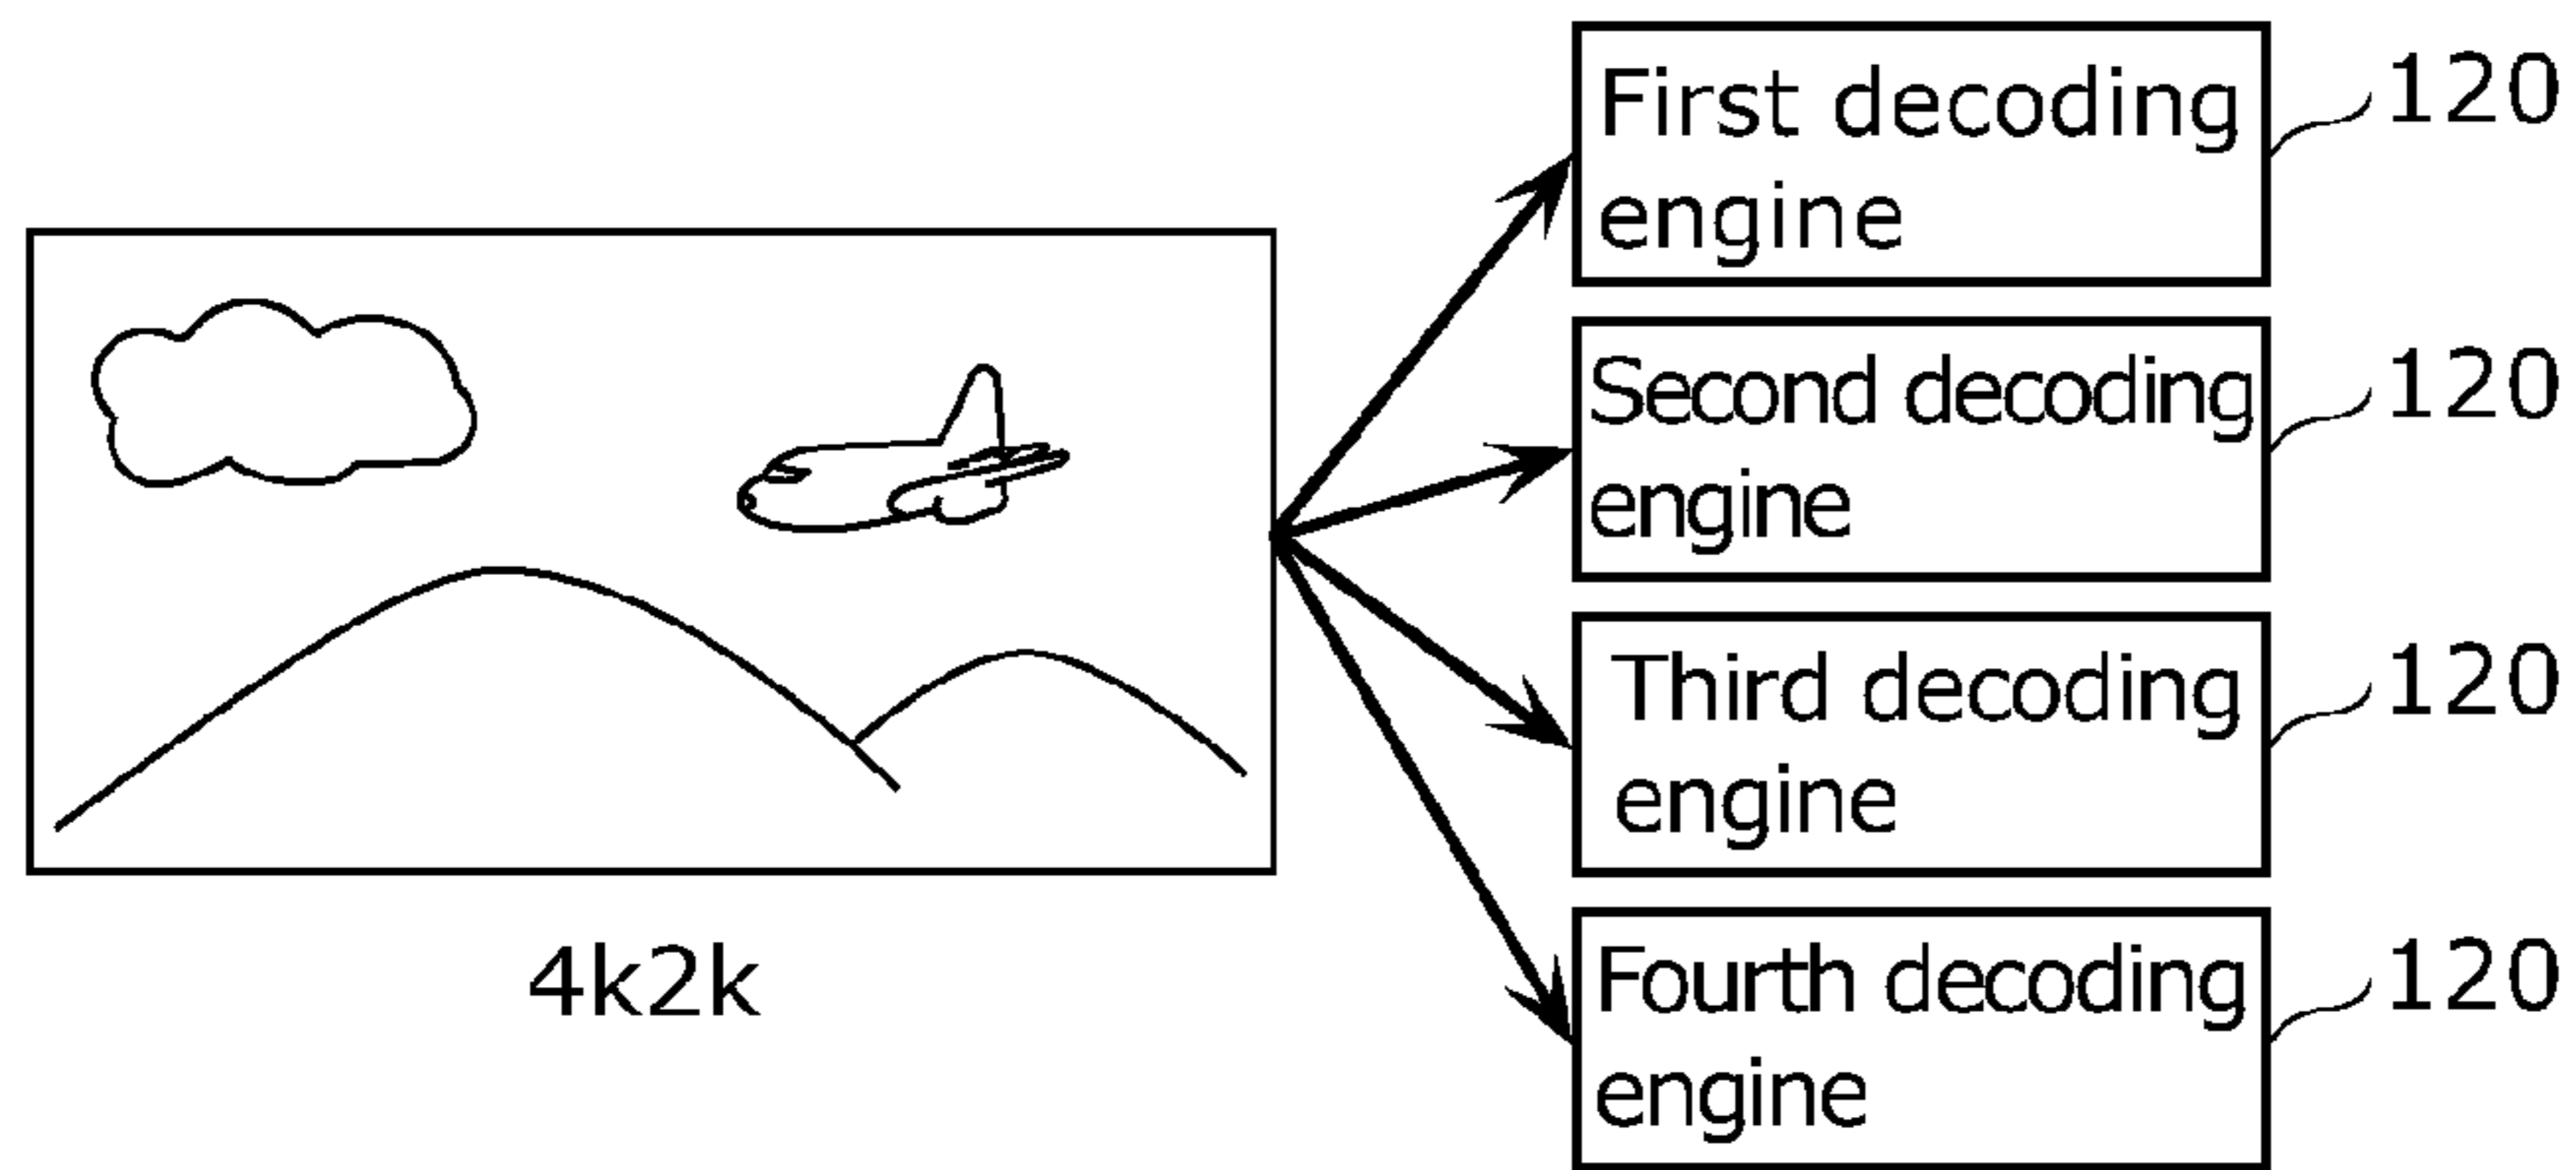 First decoding
engine
120
Second decoding
engine
120
Third decoding
engine
120
Fourth decoding
engine
120
4k2k